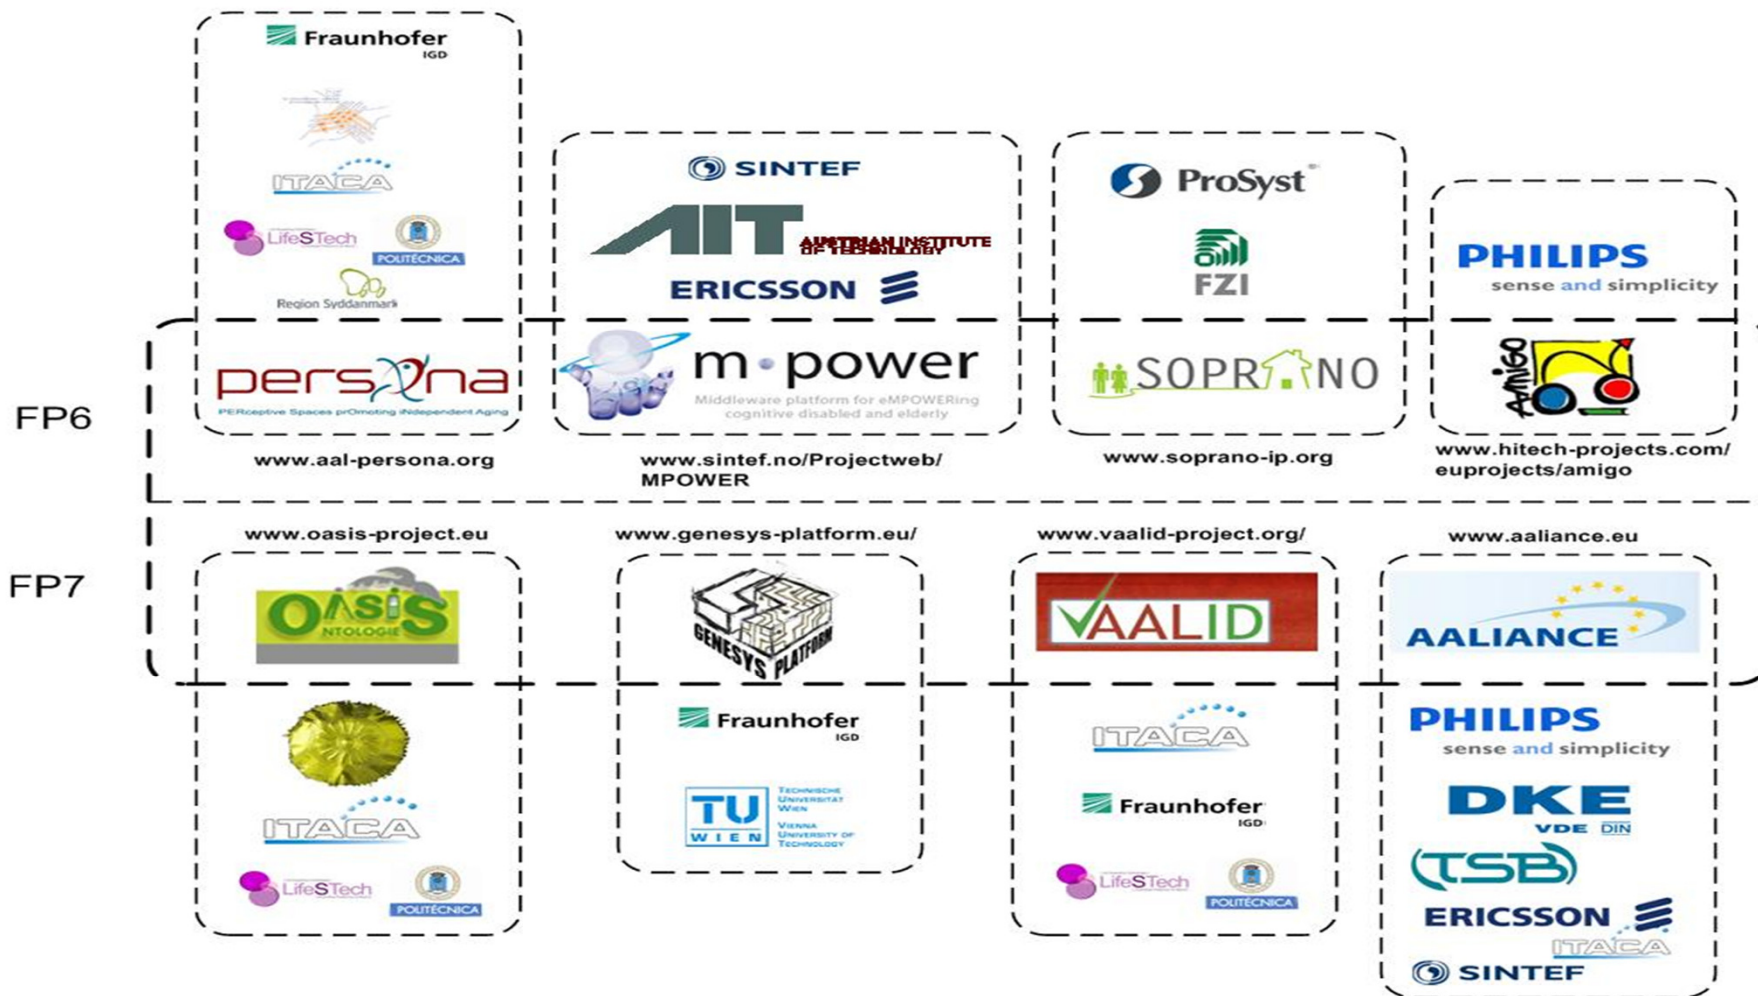 Fraunhofer
IGD
ITACA
LifeSTech
POLITÉCNICA
Region Syddanmark
SINTEF
AIT AUSTRIAN INSTITUTE
OF TECHNOLOGY
ERICSSON
ProSyst
FZI
PHILIPS
sense and simplicity
FP6
persona
PERceptive Spaces prOmoting iNdependent Aging
m·power
Middleware platform for eMPOWERing
cognitive disabled and elderly
SOPRANO
Amigo
www.aal-persona.org
www.sintef.no/Projectweb/
MPOWER
www.soprano-ip.org
www.hitech-projects.com/
euprojects/amigo
FP7
www.oasis-project.eu
www.genesys-platform.eu/
www.vaalid-project.org/
www.aaliance.eu
OASIS
NTOLOGIE
GENESYS PLATFORM
VAALID
AALIANCE
ITACA
LifeSTech
POLITÉCNICA
Fraunhofer
IGD
TU
WIEN
TECHNISCHE
UNIVERSITÄT
WIEN
VIENNA
UNIVERSITY OF
TECHNOLOGY
ITACA
Fraunhofer
IGD
LifeSTech
POLITÉCNICA
PHILIPS
sense and simplicity
DKE
VDE DIN
TSB
ERICSSON
ITACA
SINTEF